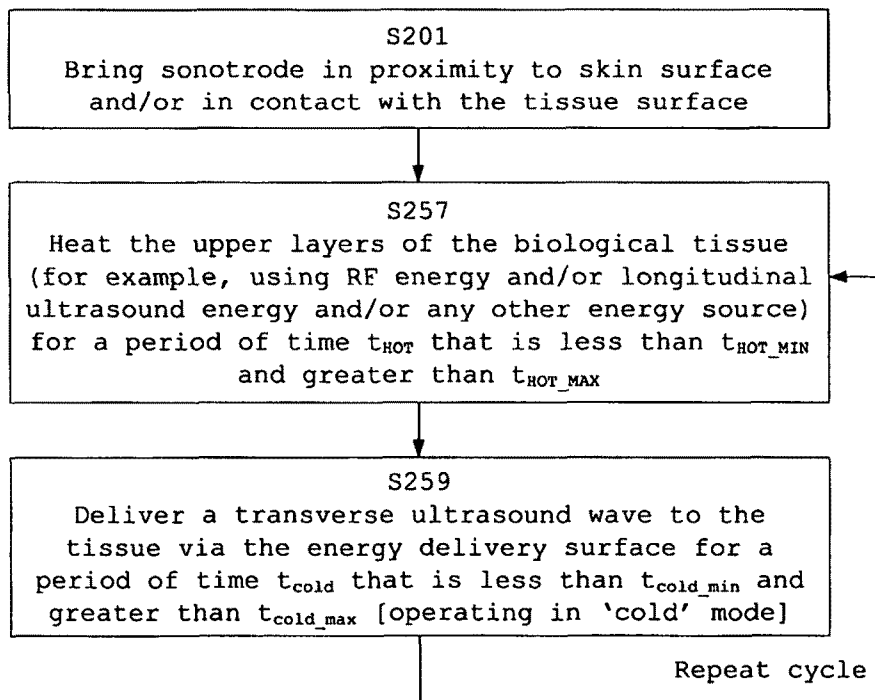 S201
Bring sonotrode in proximity to skin surface
and/or in contact with the tissue surface
S257
Heat the upper layers of the biological tissue
(for example, using RF energy and/or longitudinal
ultrasound energy and/or any other energy source)
for a period of time tHOT that is less than tHOT_MIN
and greater than tHOT_MAX
S259
Deliver a transverse ultrasound wave to the
tissue via the energy delivery surface for a
period of time tcold that is less than tcold_min and
greater than tcold_max [operating in ‘cold’ mode]
Repeat cycle